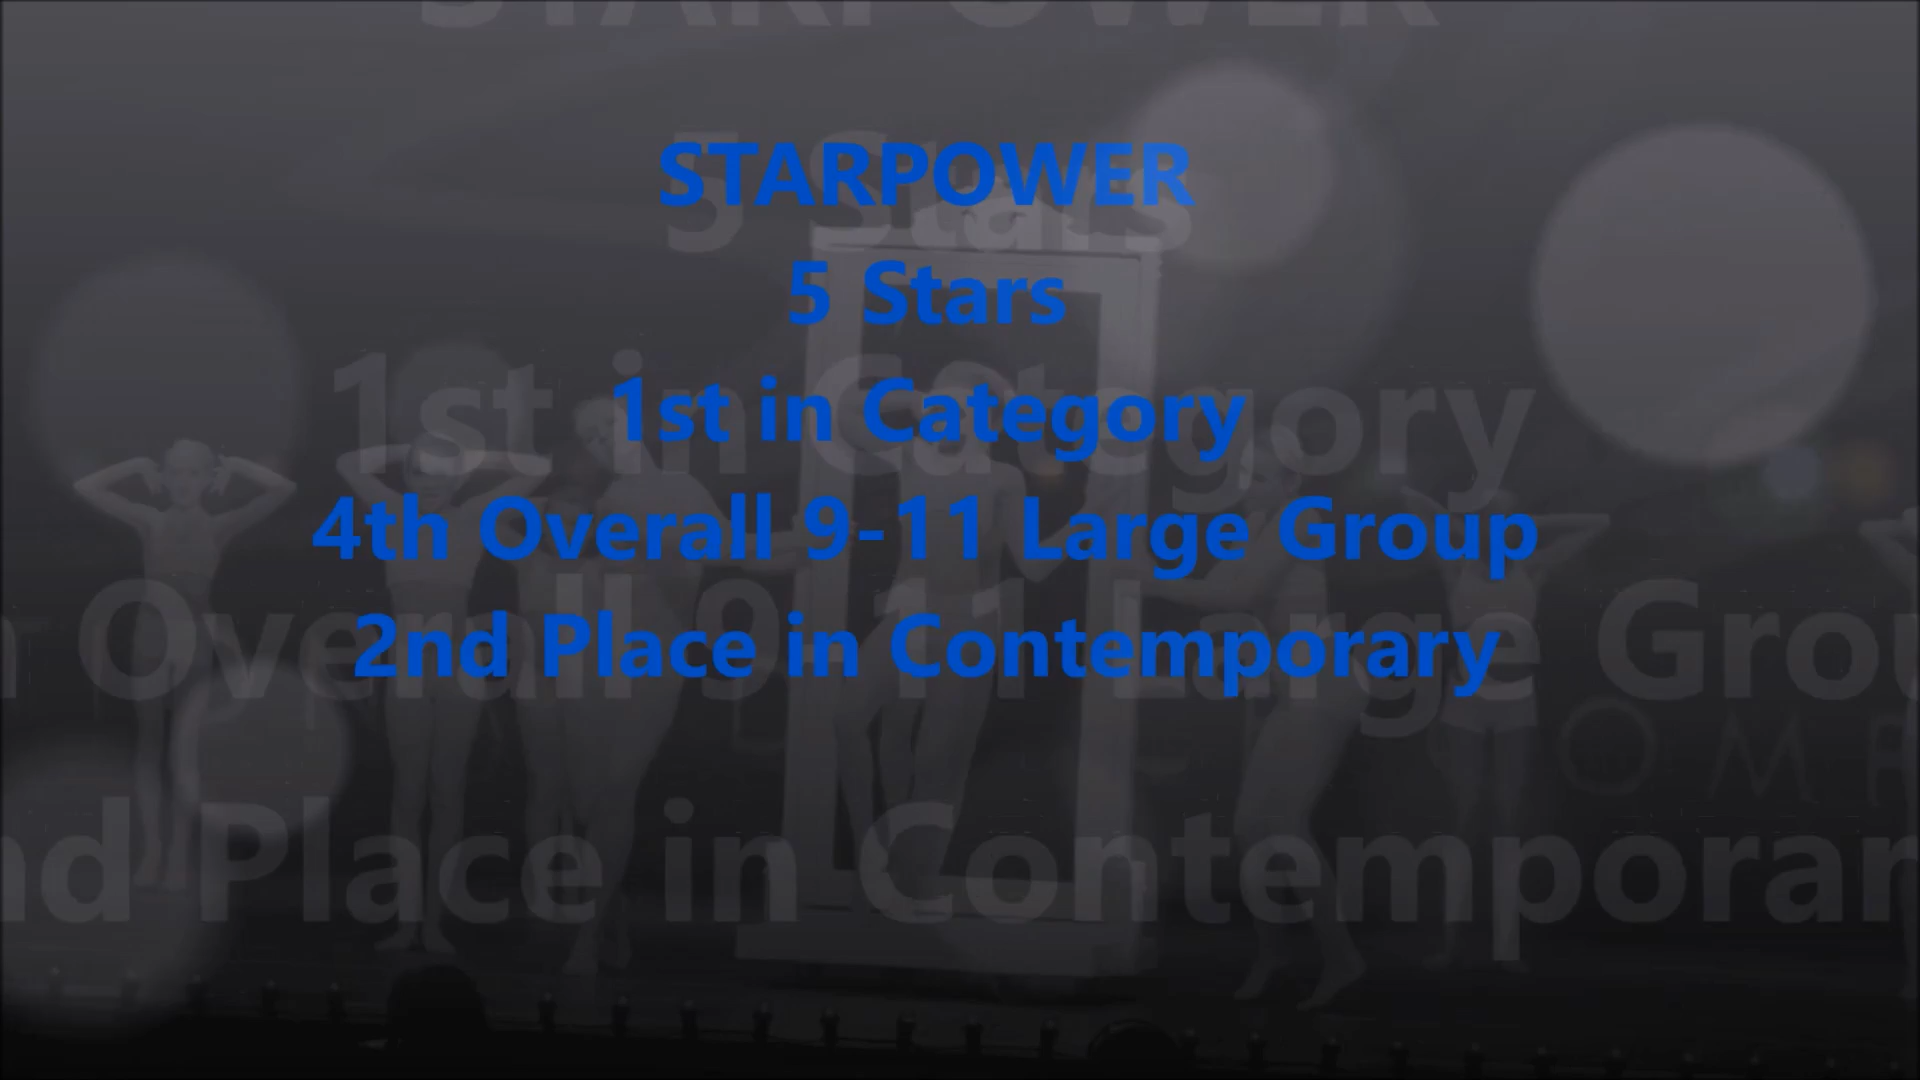 STARPOWER
5 Stars
1st in Category
4th Overall 9-11 Large Group
2nd Place in Contemporary